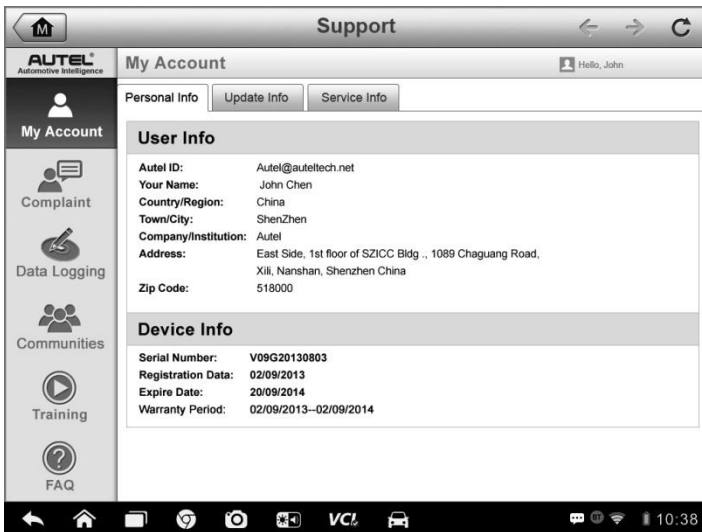 M
Support
AUTEL®
Automotive Intelligence
My Account
Hello, John
Personal Info
Update Info
Service Info
My Account
User Info
Autel ID: Autel@auteltech.net
Your Name: John Chen
Country/Region: China
Town/City: ShenZhen
Company/Institution: Autel
Address: East Side, 1st floor of SZICC Bldg ., 1089 Chaguang Road,
Xili, Nanshan, Shenzhen China
Zip Code: 518000
Complaint
Data Logging
Communities
Training
FAQ
Device Info
Serial Number: V09G20130803
Registration Data: 02/09/2013
Expire Date: 20/09/2014
Warranty Period: 02/09/2013--02/09/2014
VCI
BT
10:38